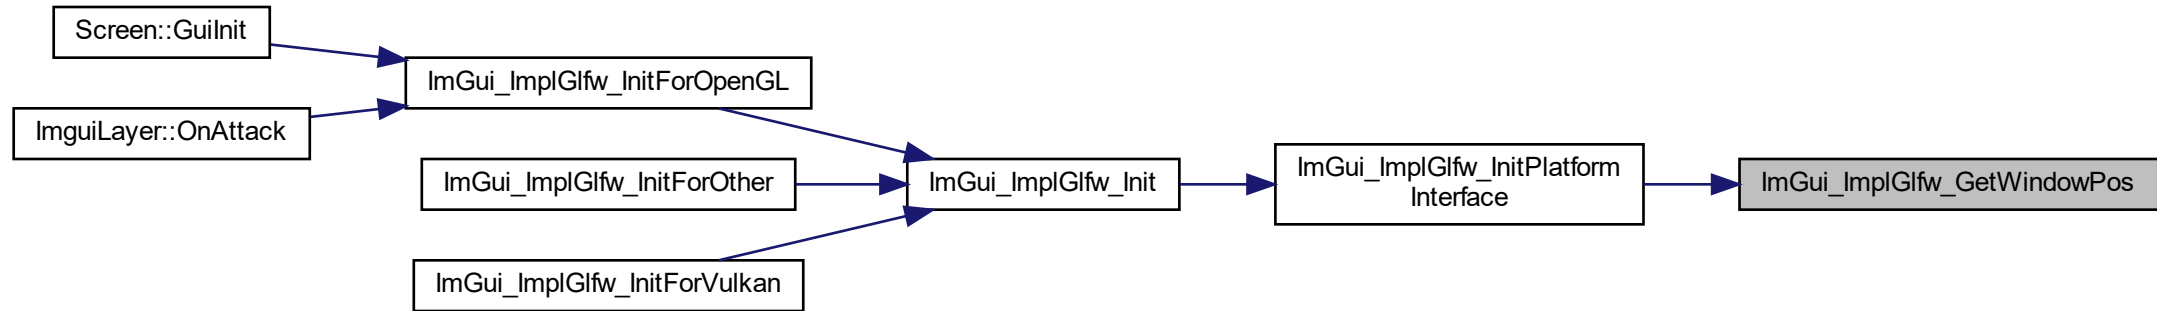 Screen::GuiInit
ImGui_ImplGlfw_InitForOpenGL
ImguiLayer::OnAttack
ImGui_ImplGlfw_InitForOther
ImGui_ImplGlfw_Init
ImGui_ImplGlfw_InitPlatform
Interface
ImGui_ImplGlfw_GetWindowPos
ImGui_ImplGlfw_InitForVulkan